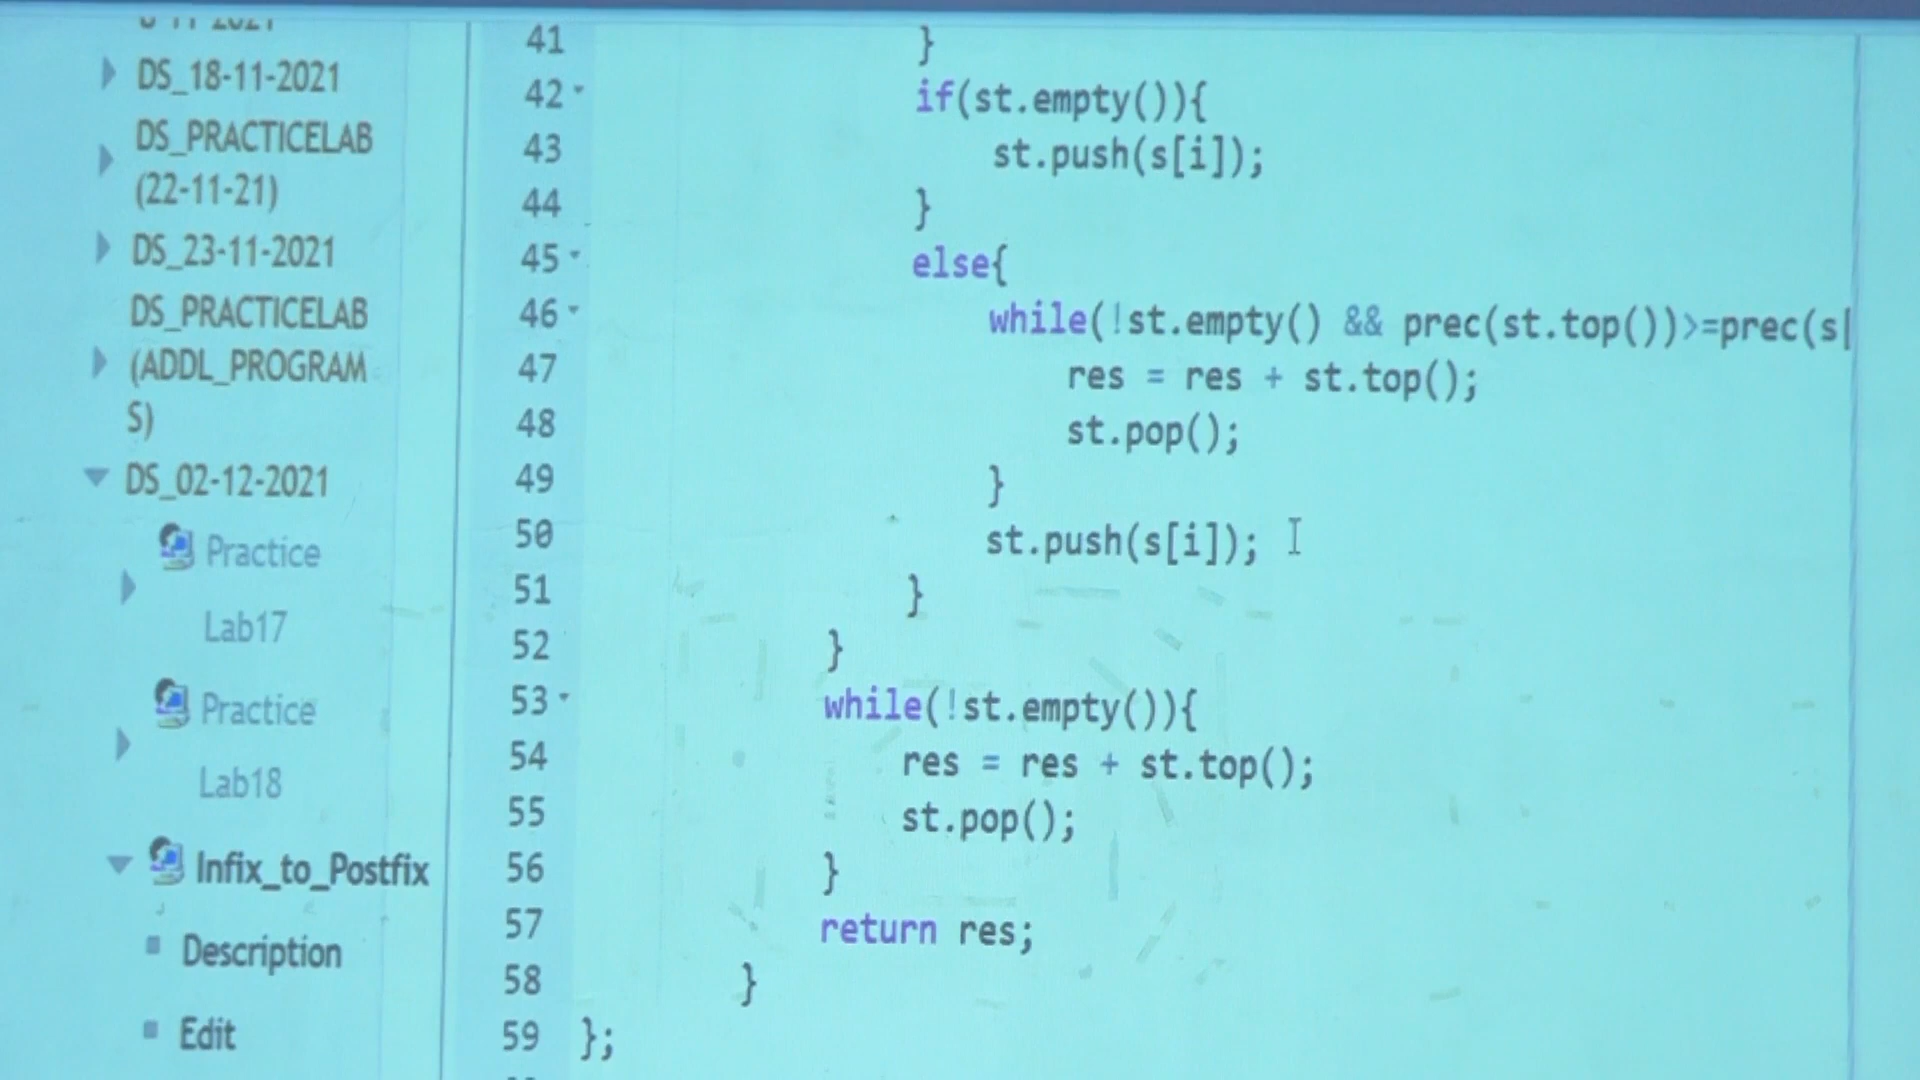 DS_18-11-2021
DS_PRACTICELAB
(22-11-21)
DS_23-11-2021
DS_PRACTICELAB
(ADDL_PROGRAM
S)
DS_02-12-2021
Practice
Lab17
Practice
Lab18
Infix_to_Postfix
Description
Edit
41 }
42 if(st.empty()){
43 st.push(s[i]);
44 }
45 else{
46 while(!st.empty() && prec(st.top())>=prec(s[
47 res = res + st.top();
48 st.pop();
49 }
50 st.push(s[i]);
51 }
52 }
53 while(!st.empty()){
54 res = res + st.top();
55 st.pop();
56 }
57 return res;
58 }
59 };